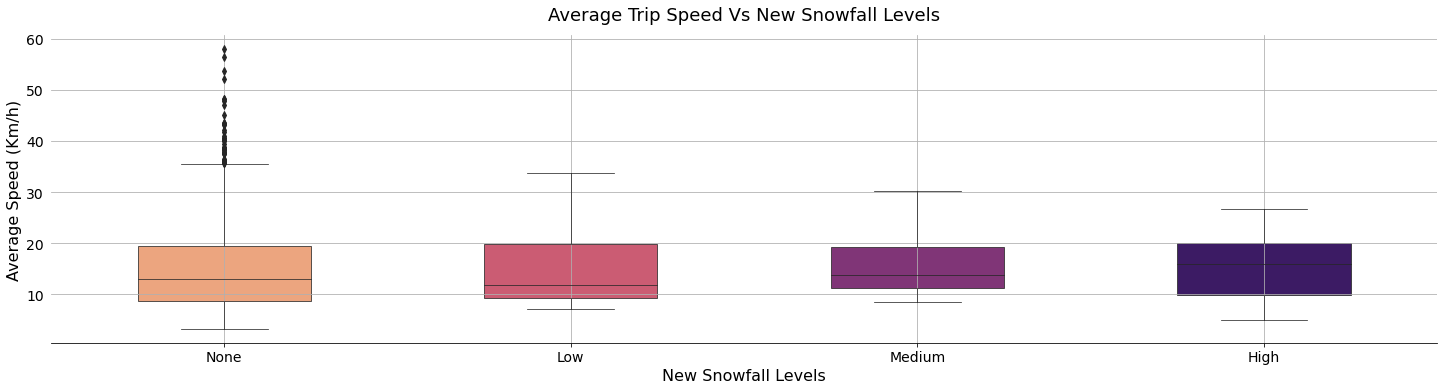 Average Trip Speed Vs New Snowfall Levels
Average Speed (Km/h)
60
50
40
30
20
10
None Low Medium High
New Snowfall Levels